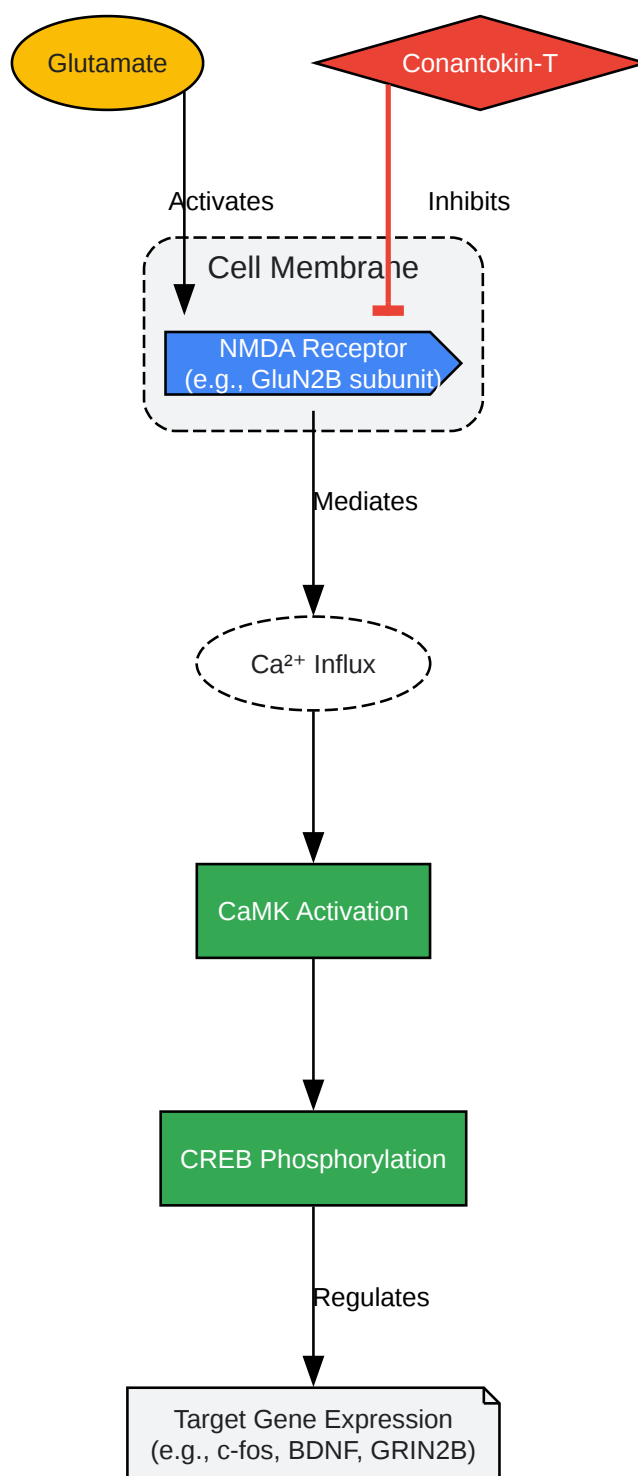 Glutamate
Conantokin-T
Activates
Inhibits
Cell Membrane
NMDA Receptor
(e.g., GluN2B subunit)
Mediates
Ca²⁺ Influx
CaMK Activation
CREB Phosphorylation
Regulates
Target Gene Expression
(e.g., c-fos, BDNF, GRIN2B)